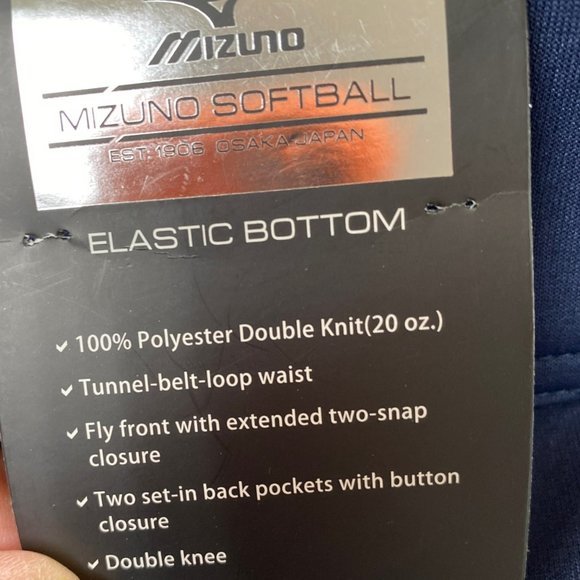 MIZUNO
MIZUNO SOFTBALL
EST. 1906 OSAKA JAPAN
ELASTIC BOTTOM
✓ 100% Polyester Double Knit(20 oz.)
✓ Tunnel-belt-loop waist
✓ Fly front with extended two-snap
closure
✓ Two set-in back pockets with button
closure
✓ Double knee